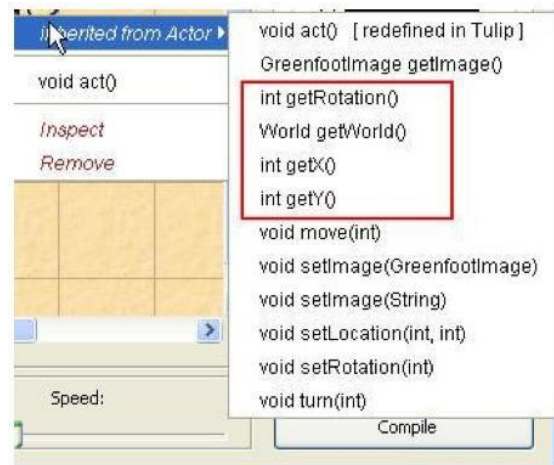 inherited from Actor
void act()
Inspect
Remove
void act() [ redefined in Tulip ]
GreenfootImage getImage()
int getRotation()
World getWorld()
int getX()
int getY()
void move(int)
void setImage(GreenfootImage)
void setImage(String)
void setLocation(int, int)
void setRotation(int)
void turn(int)
Speed:
Compile